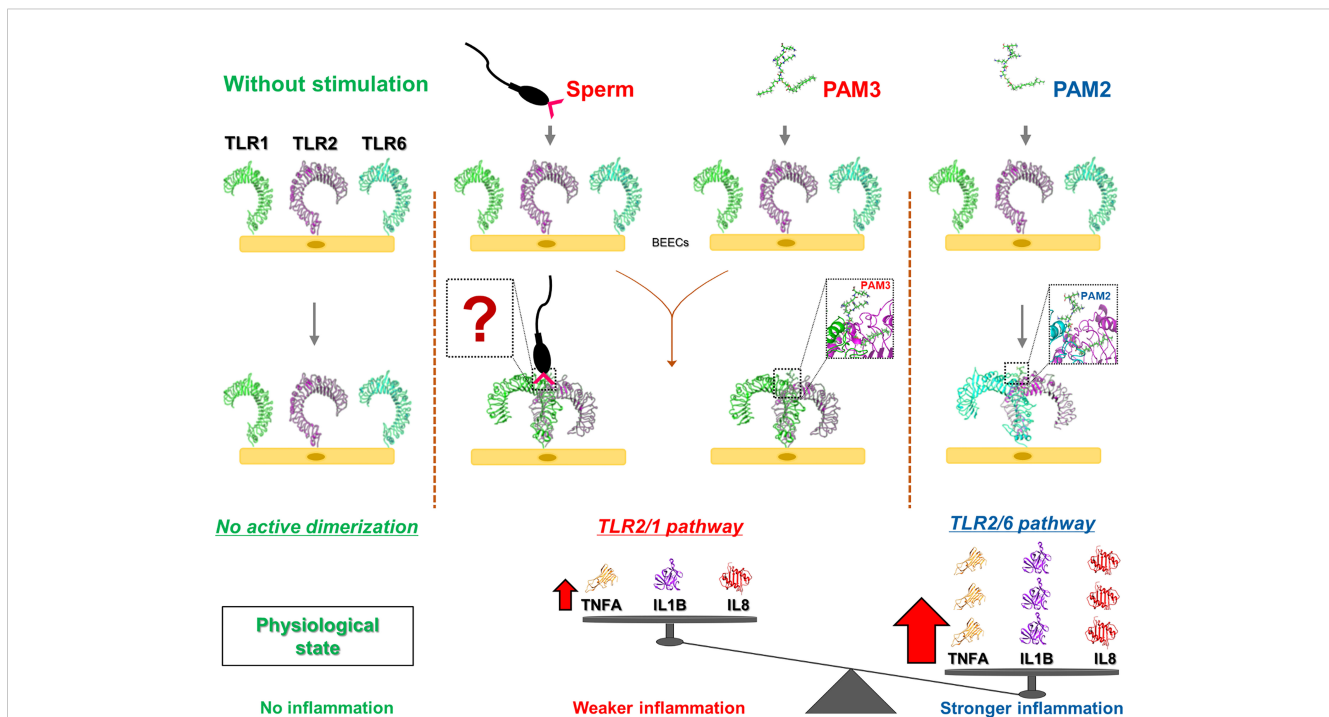 Without stimulation
Sperm
PAM3
PAM2
TLR1 TLR2 TLR6
BEECs
?
PAM3
PAM2
No active dimerization
TLR2/1 pathway
TLR2/6 pathway
TNFA IL1B IL8
TNFA IL1B IL8
Physiological
state
No inflammation
Weaker inflammation
Stronger inflammation